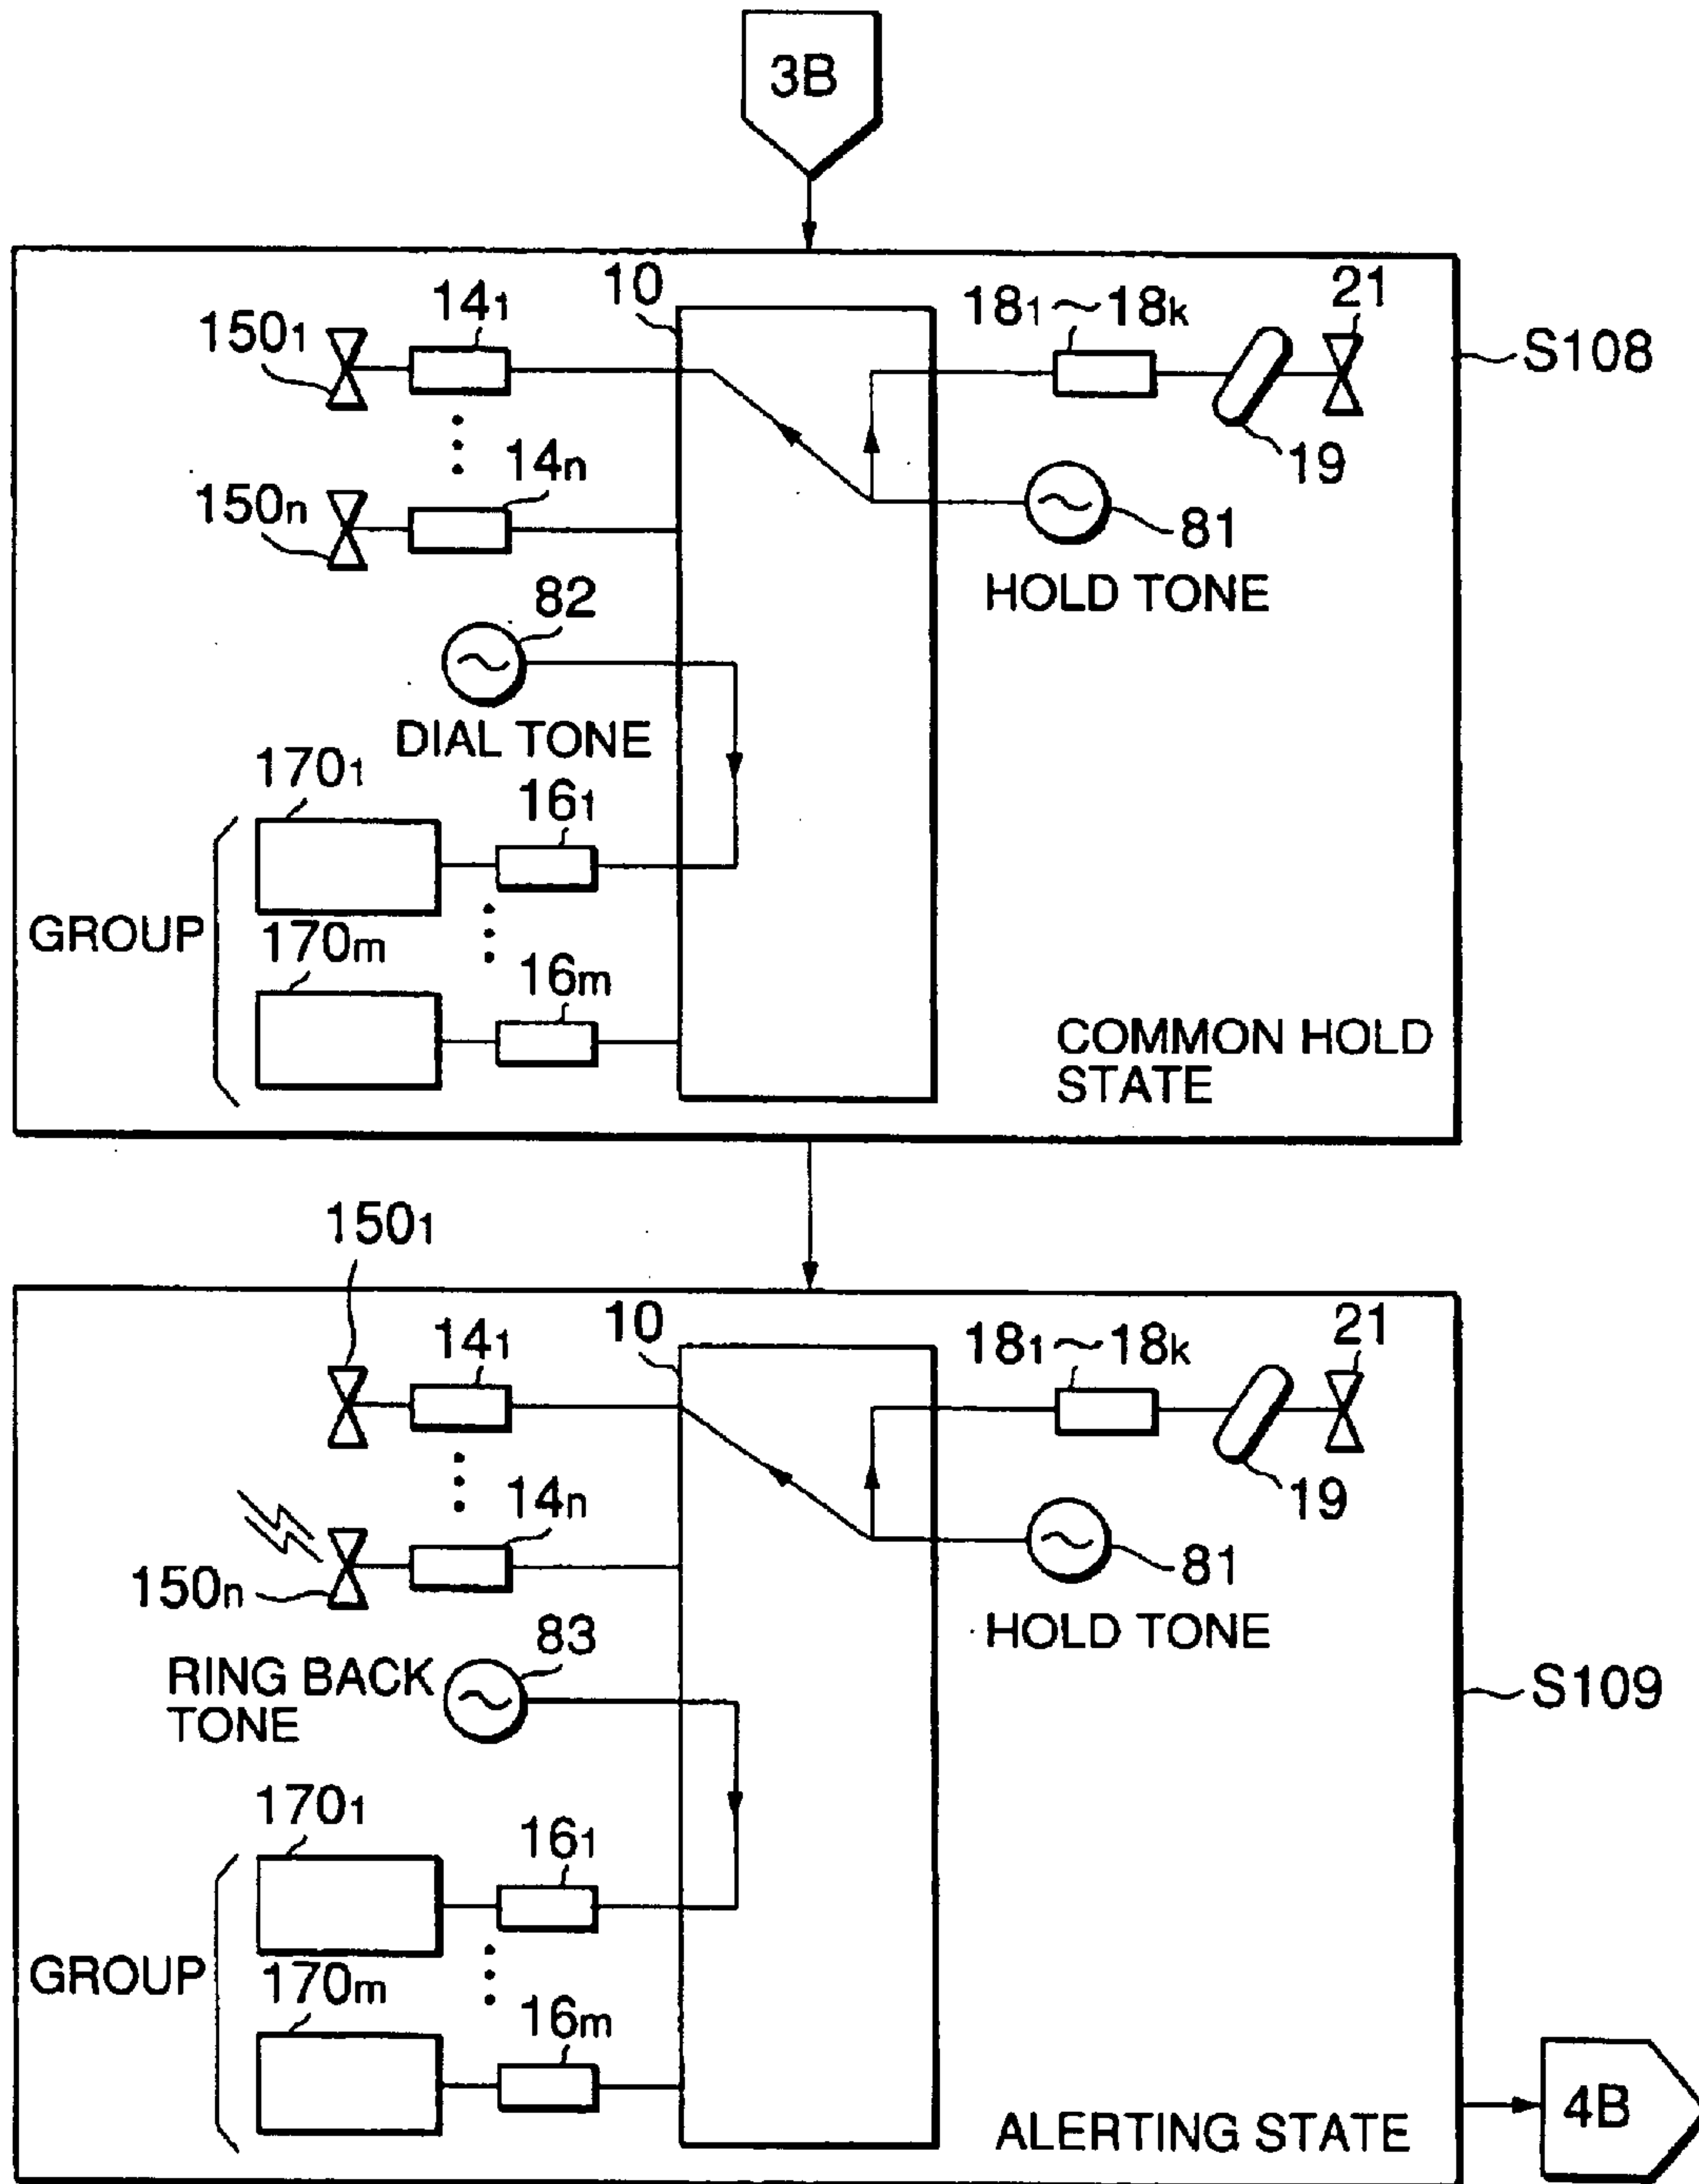 3B
10
14₁
18₁~18ₖ
21
150₁
S108
19
14ₙ
150ₙ
81
HOLD TONE
82
DIAL TONE
170₁
16₁
GROUP
170ₘ
16ₘ
COMMON HOLD
STATE
150₁
10
14₁
18₁~18ₖ
21
19
14ₙ
150ₙ
81
HOLD TONE
83
RING BACK
TONE
S109
170₁
16₁
GROUP
170ₘ
16ₘ
ALERTING STATE
4B